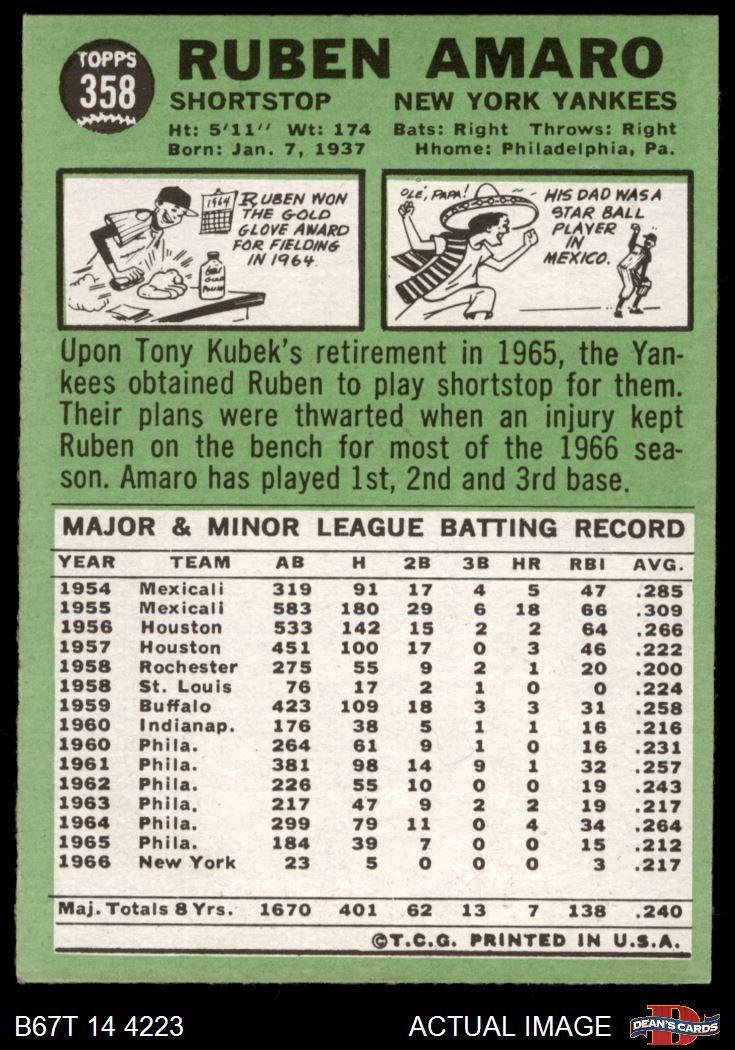 TOPPS
358
RUBEN AMARO
SHORTSTOP NEW YORK YANKEES
Ht: 5'11'' Wt: 174 Bats: Right Throws: Right
Born: Jan. 7, 1937 Hhome: Philadelphia, Pa.
1964
RUBEN WON
THE GOLD
GLOVE AWARD
FOR FIELDING
IN 1964.
OLÉ, PAPA!
HIS DAD WAS A
STAR BALL
PLAYER
IN
MEXICO.
Upon Tony Kubek's retirement in 1965, the Yan-
kees obtained Ruben to play shortstop for them.
Their plans were thwarted when an injury kept
Ruben on the bench for most of the 1966 sea-
son. Amaro has played 1st, 2nd and 3rd base.
MAJOR & MINOR LEAGUE BATTING RECORD
YEAR TEAM AB H 2B 3B HR RBI AVG.
1954 Mexicali 319 91 17 4 5 47 .285
1955 Mexicali 583 180 29 6 18 66 .309
1956 Houston 533 142 15 2 2 64 .266
1957 Houston 451 100 17 0 3 46 .222
1958 Rochester 275 55 9 2 1 20 .200
1958 St. Louis 76 17 2 1 0 0 .224
1959 Buffalo 423 109 18 3 3 31 .258
1960 Indianap. 176 38 5 1 1 16 .216
1960 Phila. 264 61 9 1 0 16 .231
1961 Phila. 381 98 14 9 1 32 .257
1962 Phila. 226 55 10 0 0 19 .243
1963 Phila. 217 47 9 2 2 19 .217
1964 Phila. 299 79 11 0 4 34 .264
1965 Phila. 184 39 7 0 0 15 .212
1966 New York 23 5 0 0 0 3 .217
Maj. Totals 8 Yrs. 1670 401 62 13 7 138 .240
©T.C.G. PRINTED IN U.S.A.
B67T 14 4223 ACTUAL IMAGE
DEAN'S CARDS